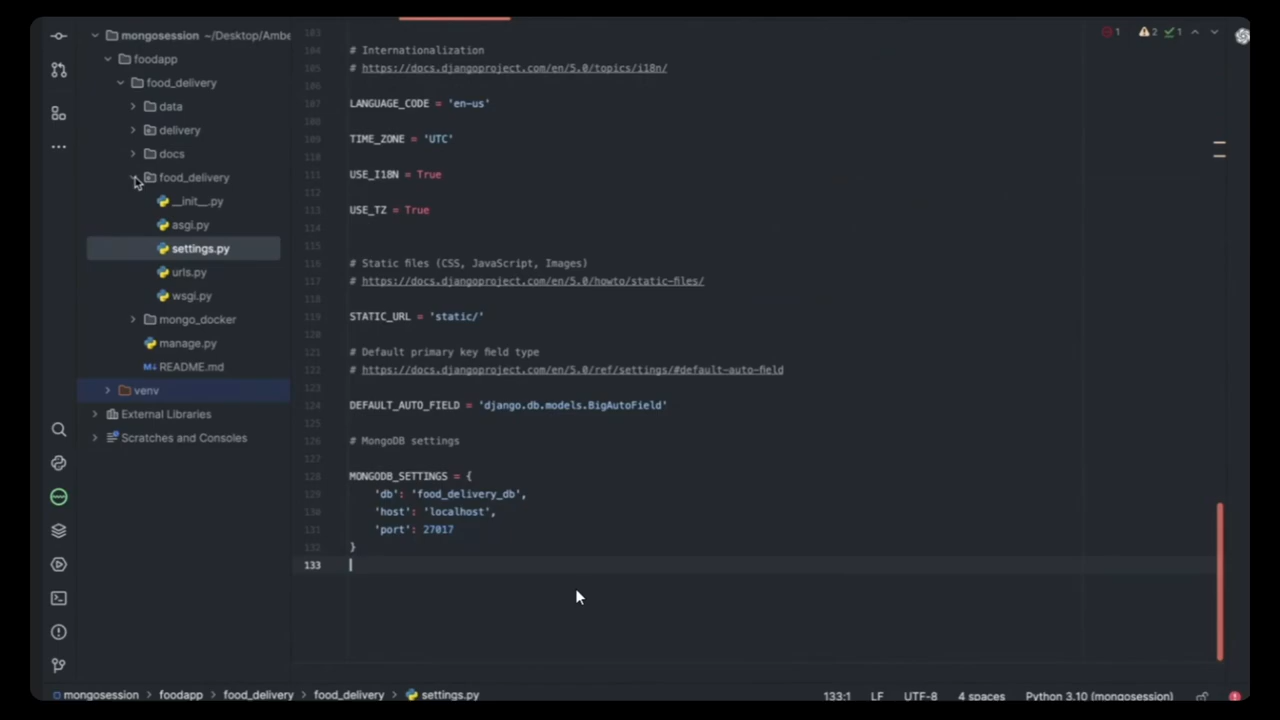 mongosession ~/Desktop/Ambe
foodapp
food_delivery
data
delivery
docs
food_delivery
__init__.py
asgi.py
settings.py
urls.py
wsgi.py
mongo_docker
manage.py
README.md
venv
External Libraries
Scratches and Consoles
103
104 # Internationalization
105 # https://docs.djangoproject.com/en/5.0/topics/i18n/
106
107 LANGUAGE_CODE = 'en-us'
108
109 TIME_ZONE = 'UTC'
110
111 USE_I18N = True
112
113 USE_TZ = True
114
115
116 # Static files (CSS, JavaScript, Images)
117 # https://docs.djangoproject.com/en/5.0/howto/static-files/
118
119 STATIC_URL = 'static/'
120
121 # Default primary key field type
122 # https://docs.djangoproject.com/en/5.0/ref/settings/#default-auto-field
123
124 DEFAULT_AUTO_FIELD = 'django.db.models.BigAutoField'
125
126 # MongoDB settings
127
128 MONGODB_SETTINGS = {
129 'db': 'food_delivery_db',
130 'host': 'localhost',
131 'port': 27017
132 }
133
1 2 1
mongosession > foodapp > food_delivery > food_delivery > settings.py
133:1 LF UTF-8 4 spaces Python 3.10 (mongosession)